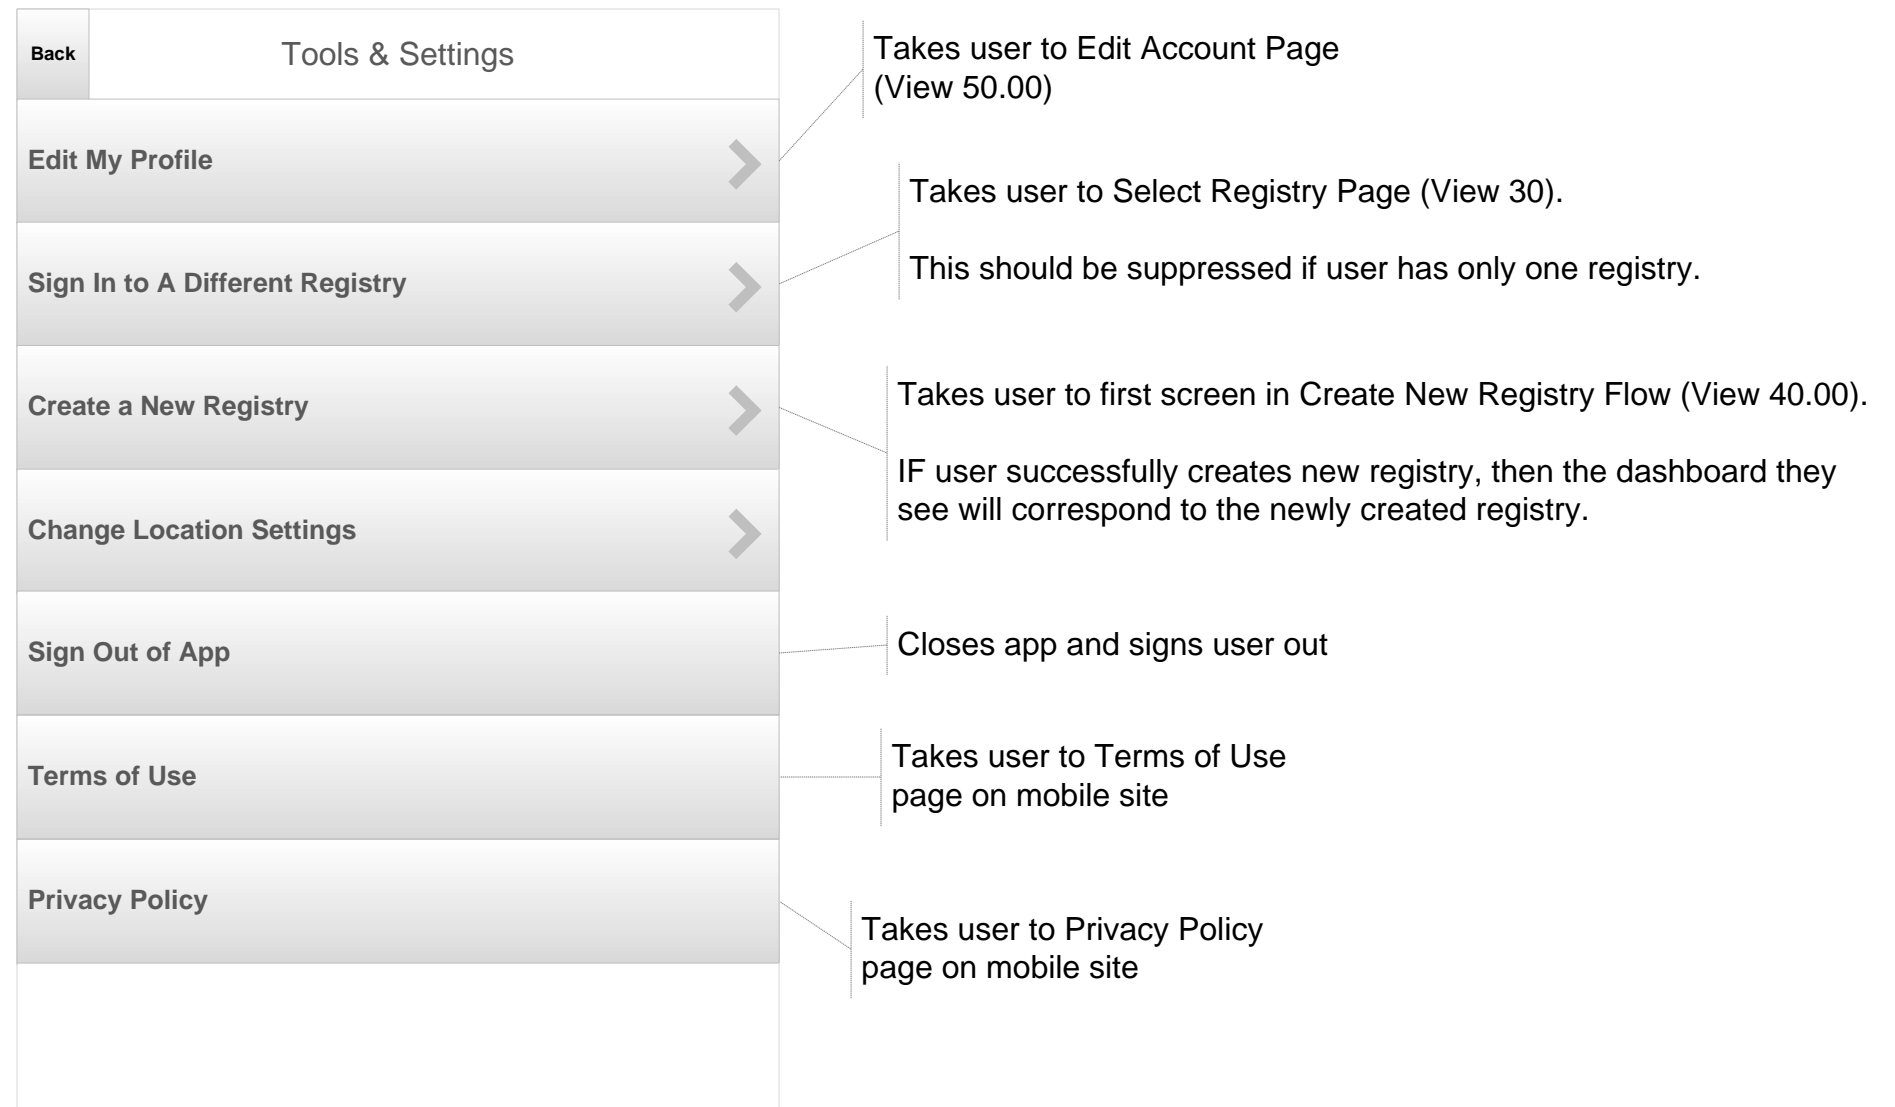 Back
Tools & Settings
Takes user to Edit Account Page
(View 50.00)
Edit My Profile
Takes user to Select Registry Page (View 30).
This should be suppressed if user has only one registry.
Sign In to A Different Registry
Create a New Registry
Takes user to first screen in Create New Registry Flow (View 40.00).
IF user successfully creates new registry, then the dashboard they
see will correspond to the newly created registry.
Change Location Settings
Sign Out of App
Closes app and signs user out
Terms of Use
Takes user to Terms of Use
page on mobile site
Privacy Policy
Takes user to Privacy Policy
page on mobile site